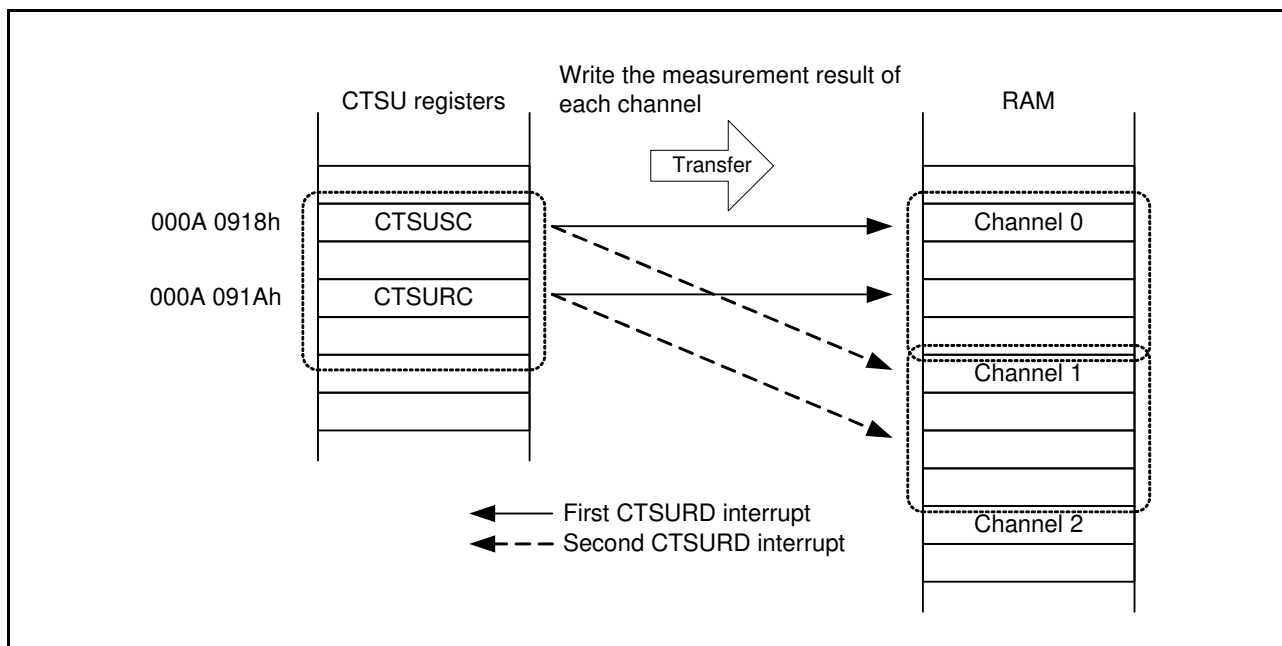 Write the measurement result of
each channel
CTSU registers
RAM
Transfer
000A 0918h
CTSUSC
Channel 0
000A 091Ah
CTSURC
Channel 1
First CTSURD interrupt
Second CTSURD interrupt
Channel 2